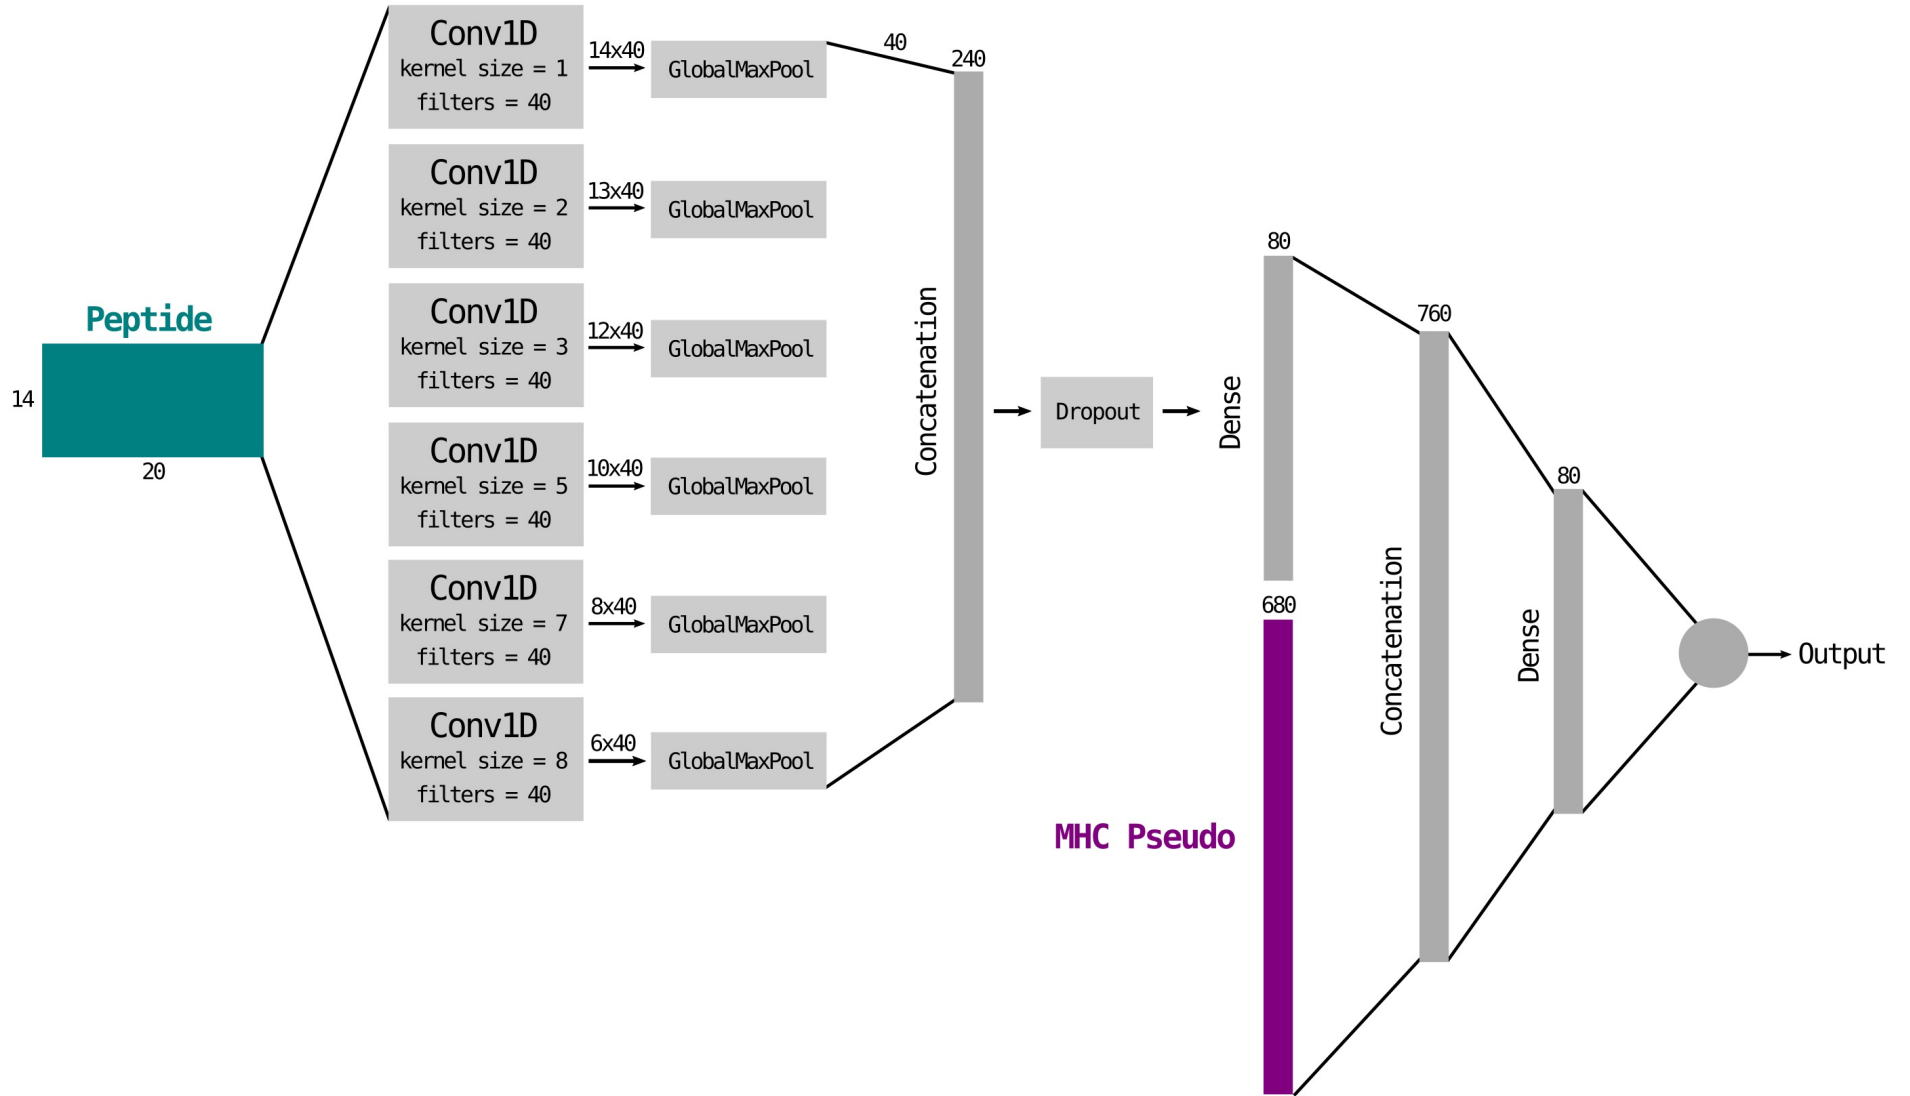 Peptide
14
20
Conv1D
kernel size = 1
filters = 40
14x40
GlobalMaxPool
Conv1D
kernel size = 2
filters = 40
13x40
GlobalMaxPool
Conv1D
kernel size = 3
filters = 40
12x40
GlobalMaxPool
Conv1D
kernel size = 5
filters = 40
10x40
GlobalMaxPool
Conv1D
kernel size = 7
filters = 40
8x40
GlobalMaxPool
Conv1D
kernel size = 8
filters = 40
6x40
GlobalMaxPool
40
240
Concatenation
Dropout
Dense
80
680
MHC Pseudo
760
Concatenation
80
Dense
Output